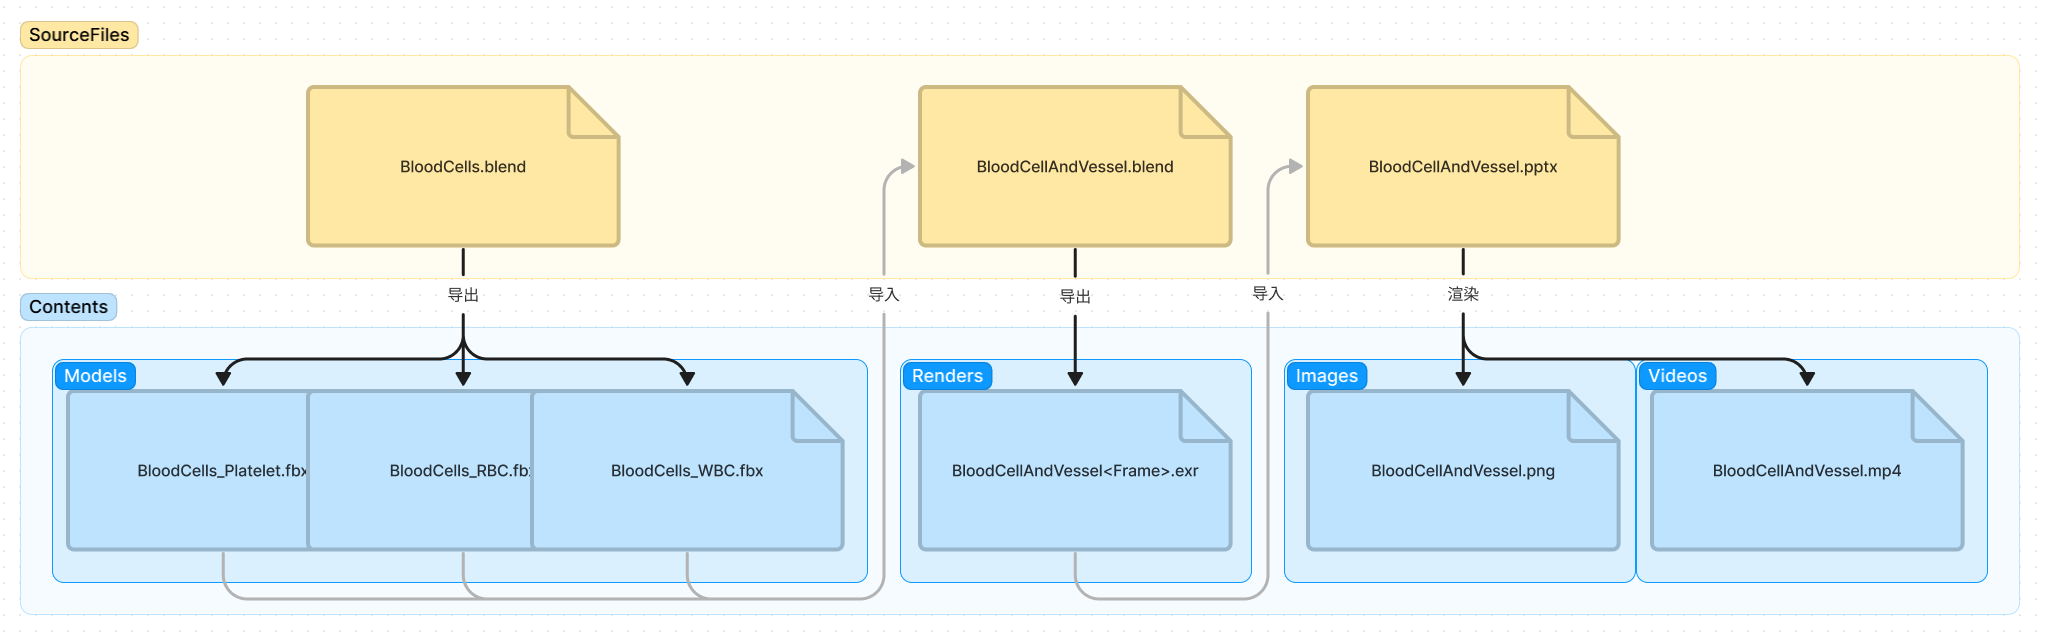 SourceFiles
BloodCells.blend
BloodCellAndVessel.blend
BloodCellAndVessel.pptx
导出
导入
导出
导入
渲染
Contents
Models
Renders
Images
Videos
BloodCells_Platelet.fbx
BloodCells_RBC.fb
BloodCells_WBC.fbx
BloodCellAndVessel<Frame>.exr
BloodCellAndVessel.png
BloodCellAndVessel.mp4